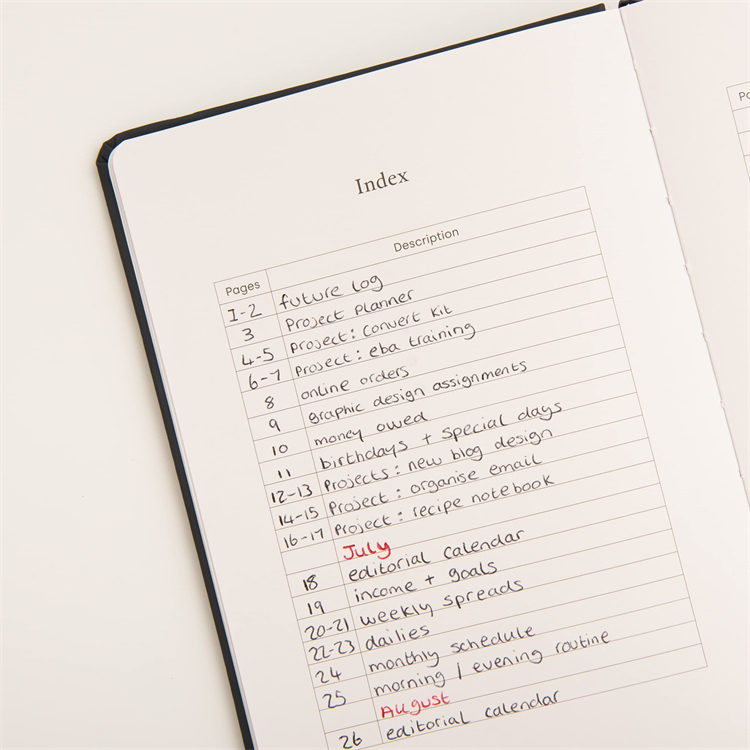 Index
Pages Description
1-2 future log
3 Project Planner
4-5 Project: Convert Kit
6-7 Project: eba training
8 online orders
9 graphic design assignments
10 money owed
11 birthdays + special days
12-13 Projects: new blog design
14-15 Project: organise email
16-17 Project: recipe notebook
July
18 editorial calendar
19 income + goals
20-21 weekly spreads
22-23 dailies
24 monthly schedule
25 morning / evening routine
August
26 editorial calendar